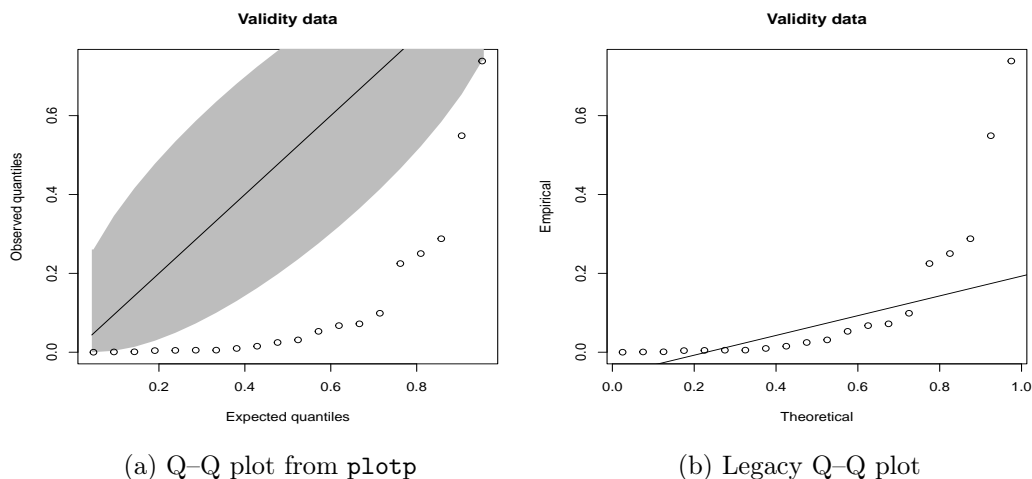 Validity data
Observed quantiles
0.0 0.2 0.4 0.6
0.2 0.4 0.6 0.8
Expected quantiles
(a) Q–Q plot from plotp
Validity data
Empirical
0.0 0.2 0.4 0.6
0.0 0.2 0.4 0.6 0.8 1.0
Theoretical
(b) Legacy Q–Q plot